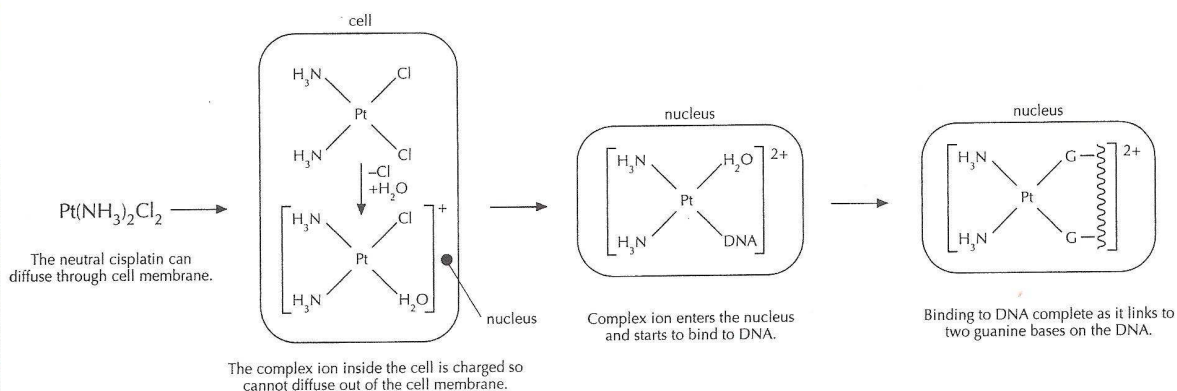 cell
H₃N Cl
Pt
H₃N Cl
–Cl
+H₂O
Pt(NH₃)₂Cl₂
The neutral cisplatin can
diffuse through cell membrane.
H₃N Cl +
Pt
H₃N H₂O
nucleus
The complex ion inside the cell is charged so
cannot diffuse out of the cell membrane.
nucleus
H₃N H₂O 2+
Pt
H₃N DNA
Complex ion enters the nucleus
and starts to bind to DNA.
nucleus
H₃N G 2+
Pt
H₃N G
Binding to DNA complete as it links to
two guanine bases on the DNA.